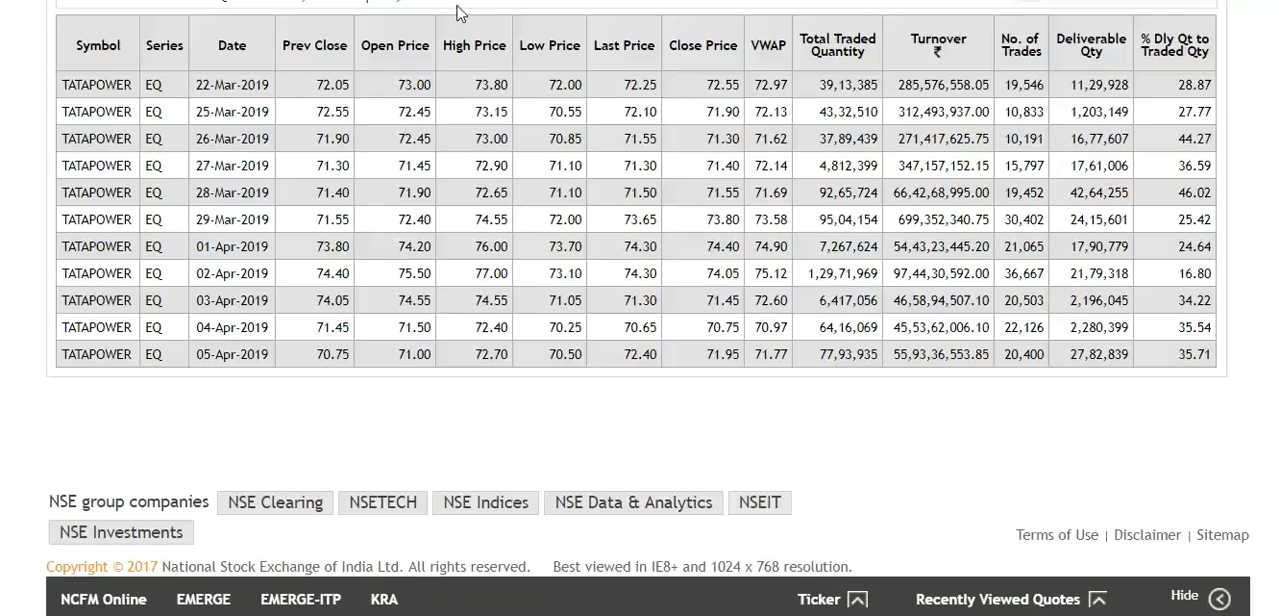 Symbol Series Date Prev Close Open Price High Price Low Price Last Price Close Price VWAP Total Traded Quantity Turnover ₹ No. of Trades Deliverable Qty % Dly Qt to Traded Qty
TATAPOWER EQ 22-Mar-2019 72.05 73.00 73.80 72.00 72.25 72.55 72.97 39,13,385 285,576,558.05 19,546 11,29,928 28.87
TATAPOWER EQ 25-Mar-2019 72.55 72.45 73.15 70.55 72.10 71.90 72.13 43,32,510 312,493,937.00 10,833 1,203,149 27.77
TATAPOWER EQ 26-Mar-2019 71.90 72.45 73.00 70.85 71.55 71.30 71.62 37,89,439 271,417,625.75 10,191 16,77,607 44.27
TATAPOWER EQ 27-Mar-2019 71.30 71.45 72.90 71.10 71.30 71.40 72.14 4,812,399 347,157,152.15 15,797 17,61,006 36.59
TATAPOWER EQ 28-Mar-2019 71.40 71.90 72.65 71.10 71.50 71.55 71.69 92,65,724 66,42,68,995.00 19,452 42,64,255 46.02
TATAPOWER EQ 29-Mar-2019 71.55 72.40 74.55 72.00 73.65 73.80 73.58 95,04,154 699,352,340.75 30,402 24,15,601 25.42
TATAPOWER EQ 01-Apr-2019 73.80 74.20 76.00 73.70 74.30 74.40 74.90 7,267,624 54,43,23,445.20 21,065 17,90,779 24.64
TATAPOWER EQ 02-Apr-2019 74.40 75.50 77.00 73.10 74.30 74.05 75.12 1,29,71,969 97,44,30,592.00 36,667 21,79,318 16.80
TATAPOWER EQ 03-Apr-2019 74.05 74.55 74.55 71.05 71.30 71.45 72.60 6,417,056 46,58,94,507.10 20,503 2,196,045 34.22
TATAPOWER EQ 04-Apr-2019 71.45 71.50 72.40 70.25 70.65 70.75 70.97 64,16,069 45,53,62,006.10 22,126 2,280,399 35.54
TATAPOWER EQ 05-Apr-2019 70.75 71.00 72.70 70.50 72.40 71.95 71.77 77,93,935 55,93,36,553.85 20,400 27,82,839 35.71
NSE group companies NSE Clearing NSETECH NSE Indices NSE Data & Analytics NSEIT
NSE Investments
Terms of Use | Disclaimer | Sitemap
Copyright © 2017 National Stock Exchange of India Ltd. All rights reserved. Best viewed in IE8+ and 1024 x 768 resolution.
NCFM Online EMERGE EMERGE-ITP KRA Ticker Recently Viewed Quotes Hide